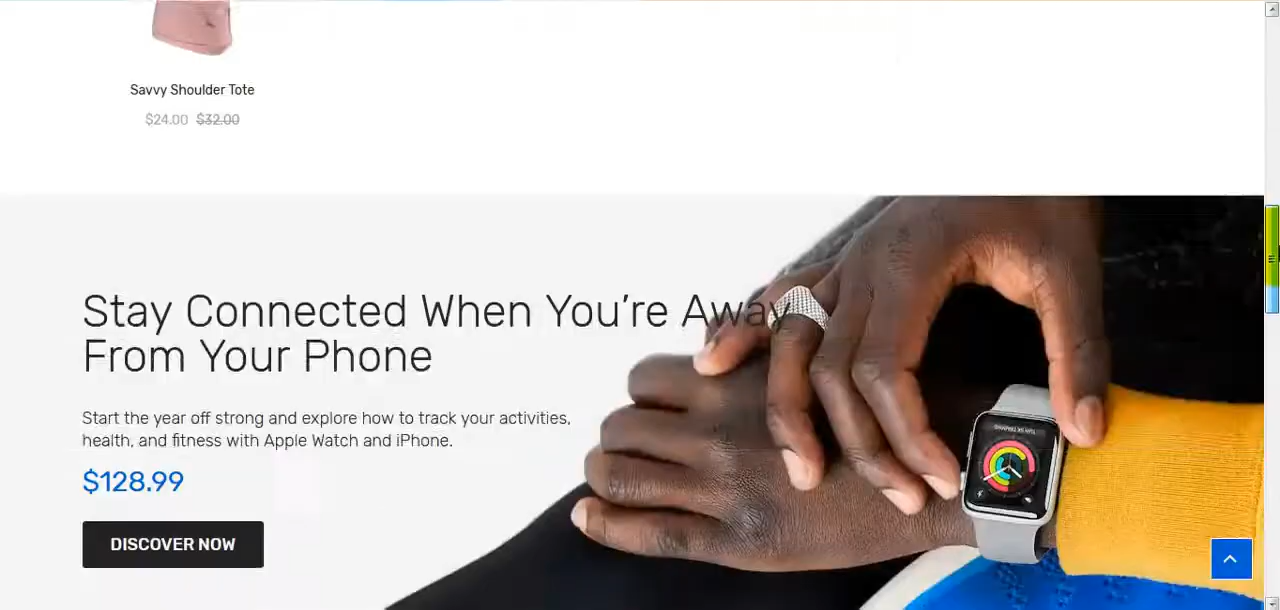 Savvy Shoulder Tote
$24.00 $32.00
Stay Connected When You’re Away
From Your Phone
Start the year off strong and explore how to track your activities,
health, and fitness with Apple Watch and iPhone.
$128.99
DISCOVER NOW